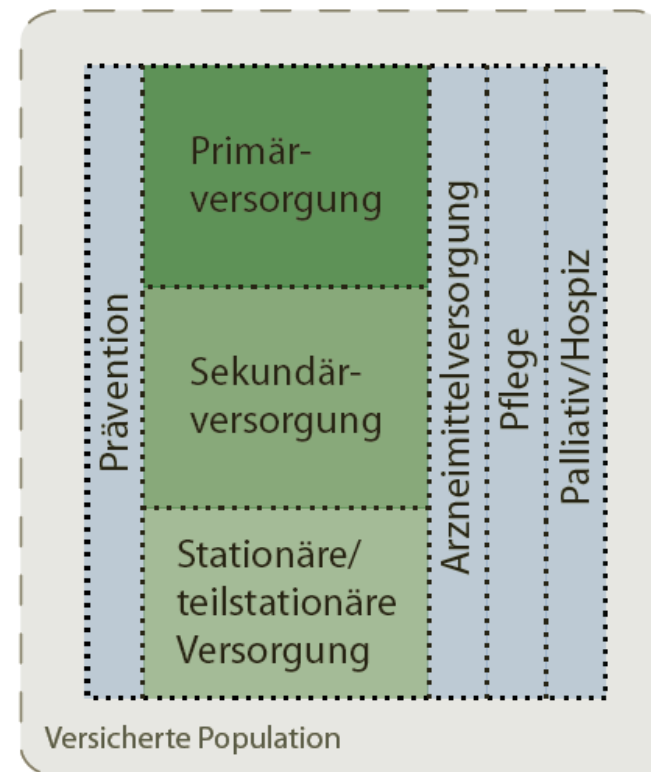 Prävention
Primär-
versorgung
Sekundär-
versorgung
Stationäre/
teilstationäre
Versorgung
Arzneimittelversorgung
Pflege
Palliativ/Hospiz
Versicherte Population